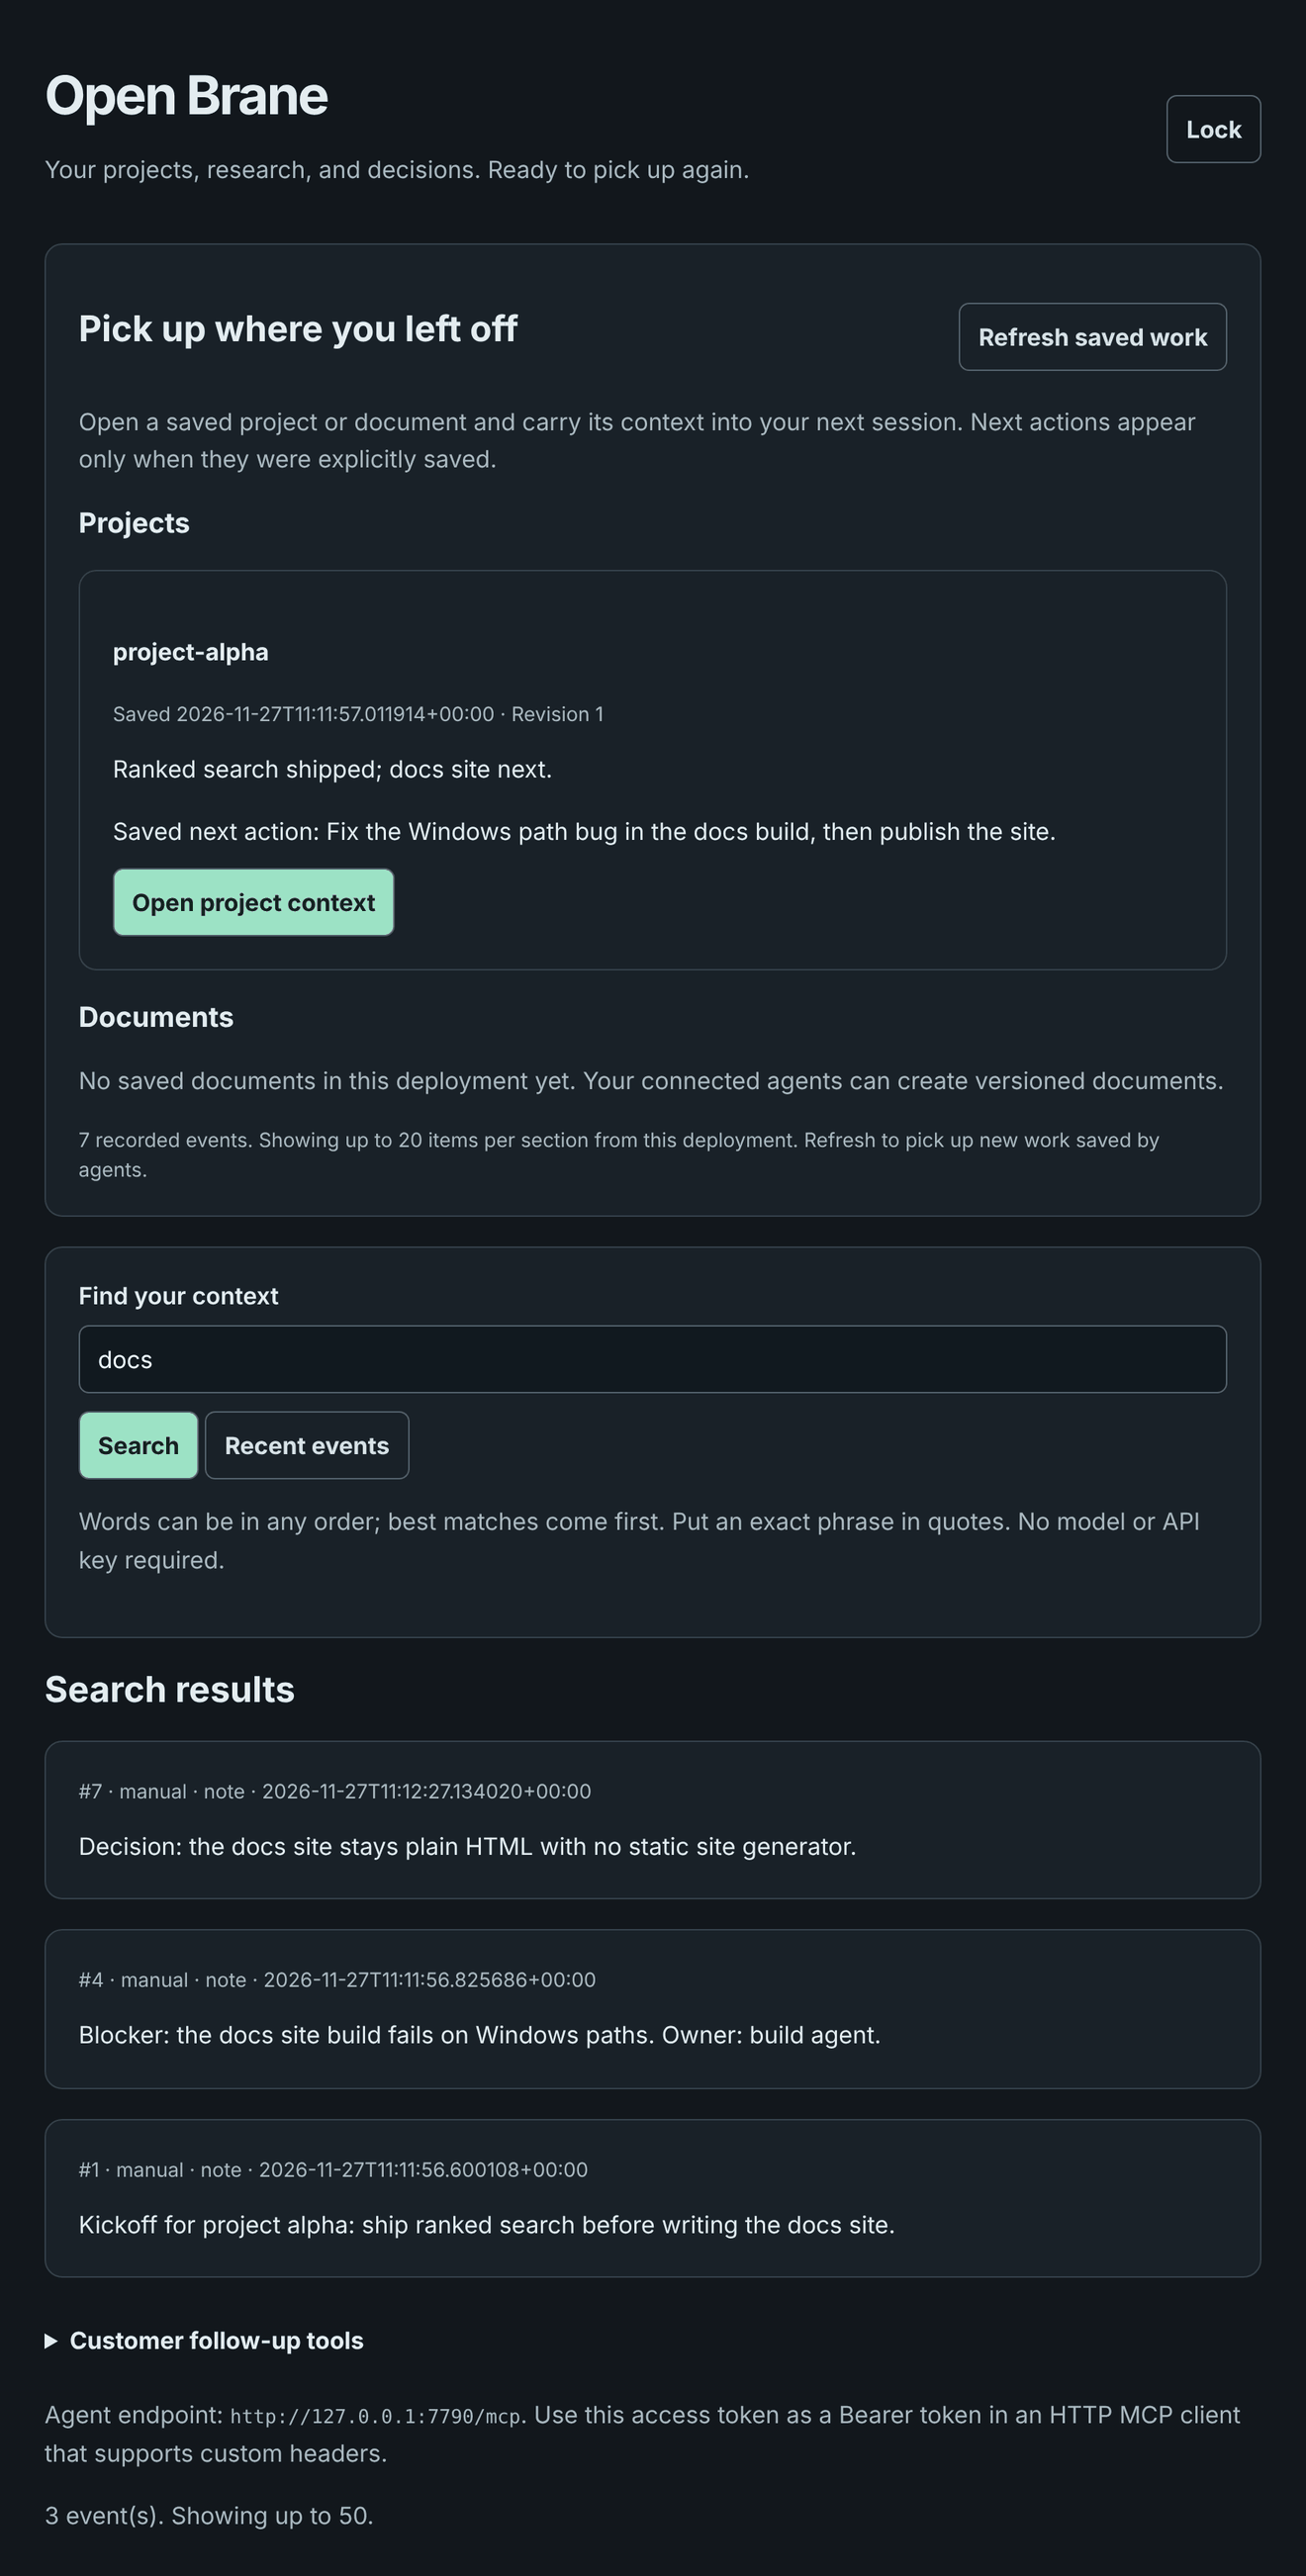 Open Brane
Lock
Your projects, research, and decisions. Ready to pick up again.
Pick up where you left off
Refresh saved work
Open a saved project or document and carry its context into your next session. Next actions appear
only when they were explicitly saved.
Projects
project-alpha
Saved 2026-11-27T11:11:57.011914+00:00 · Revision 1
Ranked search shipped; docs site next.
Saved next action: Fix the Windows path bug in the docs build, then publish the site.
Open project context
Documents
No saved documents in this deployment yet. Your connected agents can create versioned documents.
7 recorded events. Showing up to 20 items per section from this deployment. Refresh to pick up new work saved by
agents.
Find your context
docs
Search
Recent events
Words can be in any order; best matches come first. Put an exact phrase in quotes. No model or API
key required.
Search results
#7 · manual · note · 2026-11-27T11:12:27.134020+00:00
Decision: the docs site stays plain HTML with no static site generator.
#4 · manual · note · 2026-11-27T11:11:56.825686+00:00
Blocker: the docs site build fails on Windows paths. Owner: build agent.
#1 · manual · note · 2026-11-27T11:11:56.600108+00:00
Kickoff for project alpha: ship ranked search before writing the docs site.
Customer follow-up tools
Agent endpoint: http://127.0.0.1:7790/mcp. Use this access token as a Bearer token in an HTTP MCP client
that supports custom headers.
3 event(s). Showing up to 50.